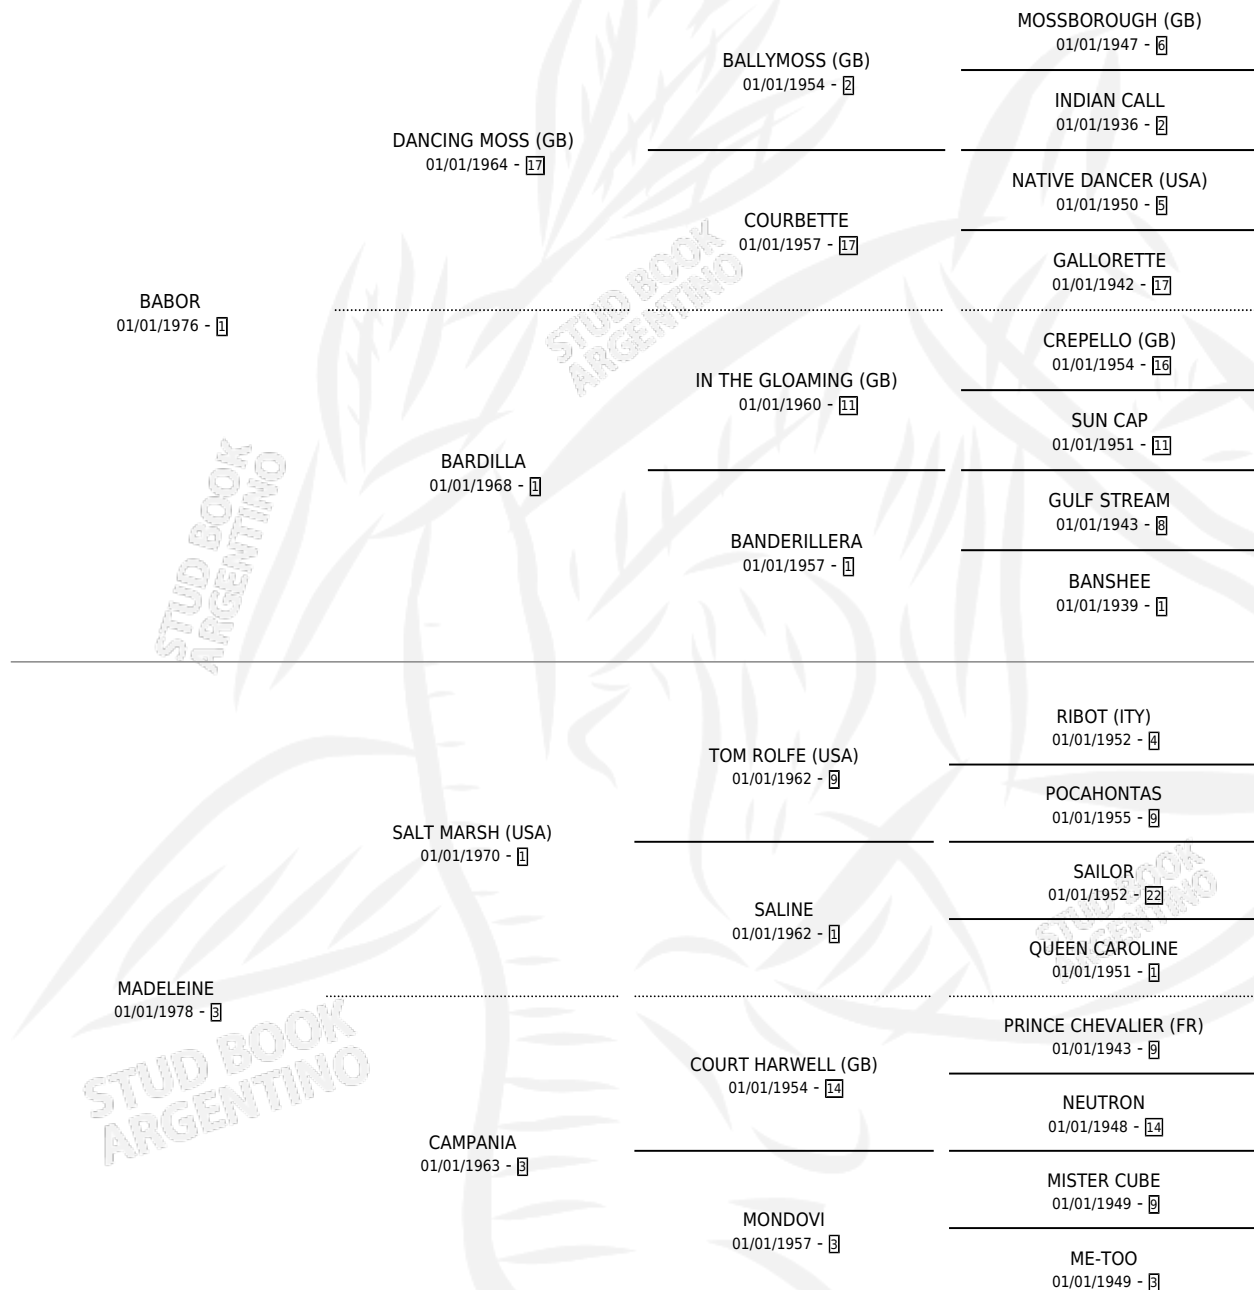 MOSSBOROUGH (GB)
01/01/1947 - 6
BALLYMOSS (GB)
01/01/1954 - 2
INDIAN CALL
01/01/1936 - 2
DANCING MOSS (GB)
01/01/1964 - 17
NATIVE DANCER (USA)
01/01/1950 - 5
COURBETTE
01/01/1957 - 17
GALLORETTE
01/01/1942 - 17
BABOR
01/01/1976 - 1
CREPELLO (GB)
01/01/1954 - 16
IN THE GLOAMING (GB)
01/01/1960 - 11
SUN CAP
01/01/1951 - 11
BARDILLA
01/01/1968 - 1
GULF STREAM
01/01/1943 - 8
BANDERILLERA
01/01/1957 - 1
BANSHEE
01/01/1939 - 1
STUD BOOK
ARGENTINO
STUD BOOK
ARGENTINO
RIBOT (ITY)
01/01/1952 - 4
TOM ROLFE (USA)
01/01/1962 - 9
POCAHONTAS
01/01/1955 - 9
SALT MARSH (USA)
01/01/1970 - 1
SAILOR
01/01/1952 - 22
SALINE
01/01/1962 - 1
QUEEN CAROLINE
01/01/1951 - 1
MADELEINE
01/01/1978 - 3
PRINCE CHEVALIER (FR)
01/01/1943 - 9
COURT HARWELL (GB)
01/01/1954 - 14
NEUTRON
01/01/1948 - 14
CAMPANIA
01/01/1963 - 3
MISTER CUBE
01/01/1949 - 9
MONDOVI
01/01/1957 - 3
ME-TOO
01/01/1949 - 3
STUD BOOK
ARGENTINO
STUD BOOK
ARGENTINO